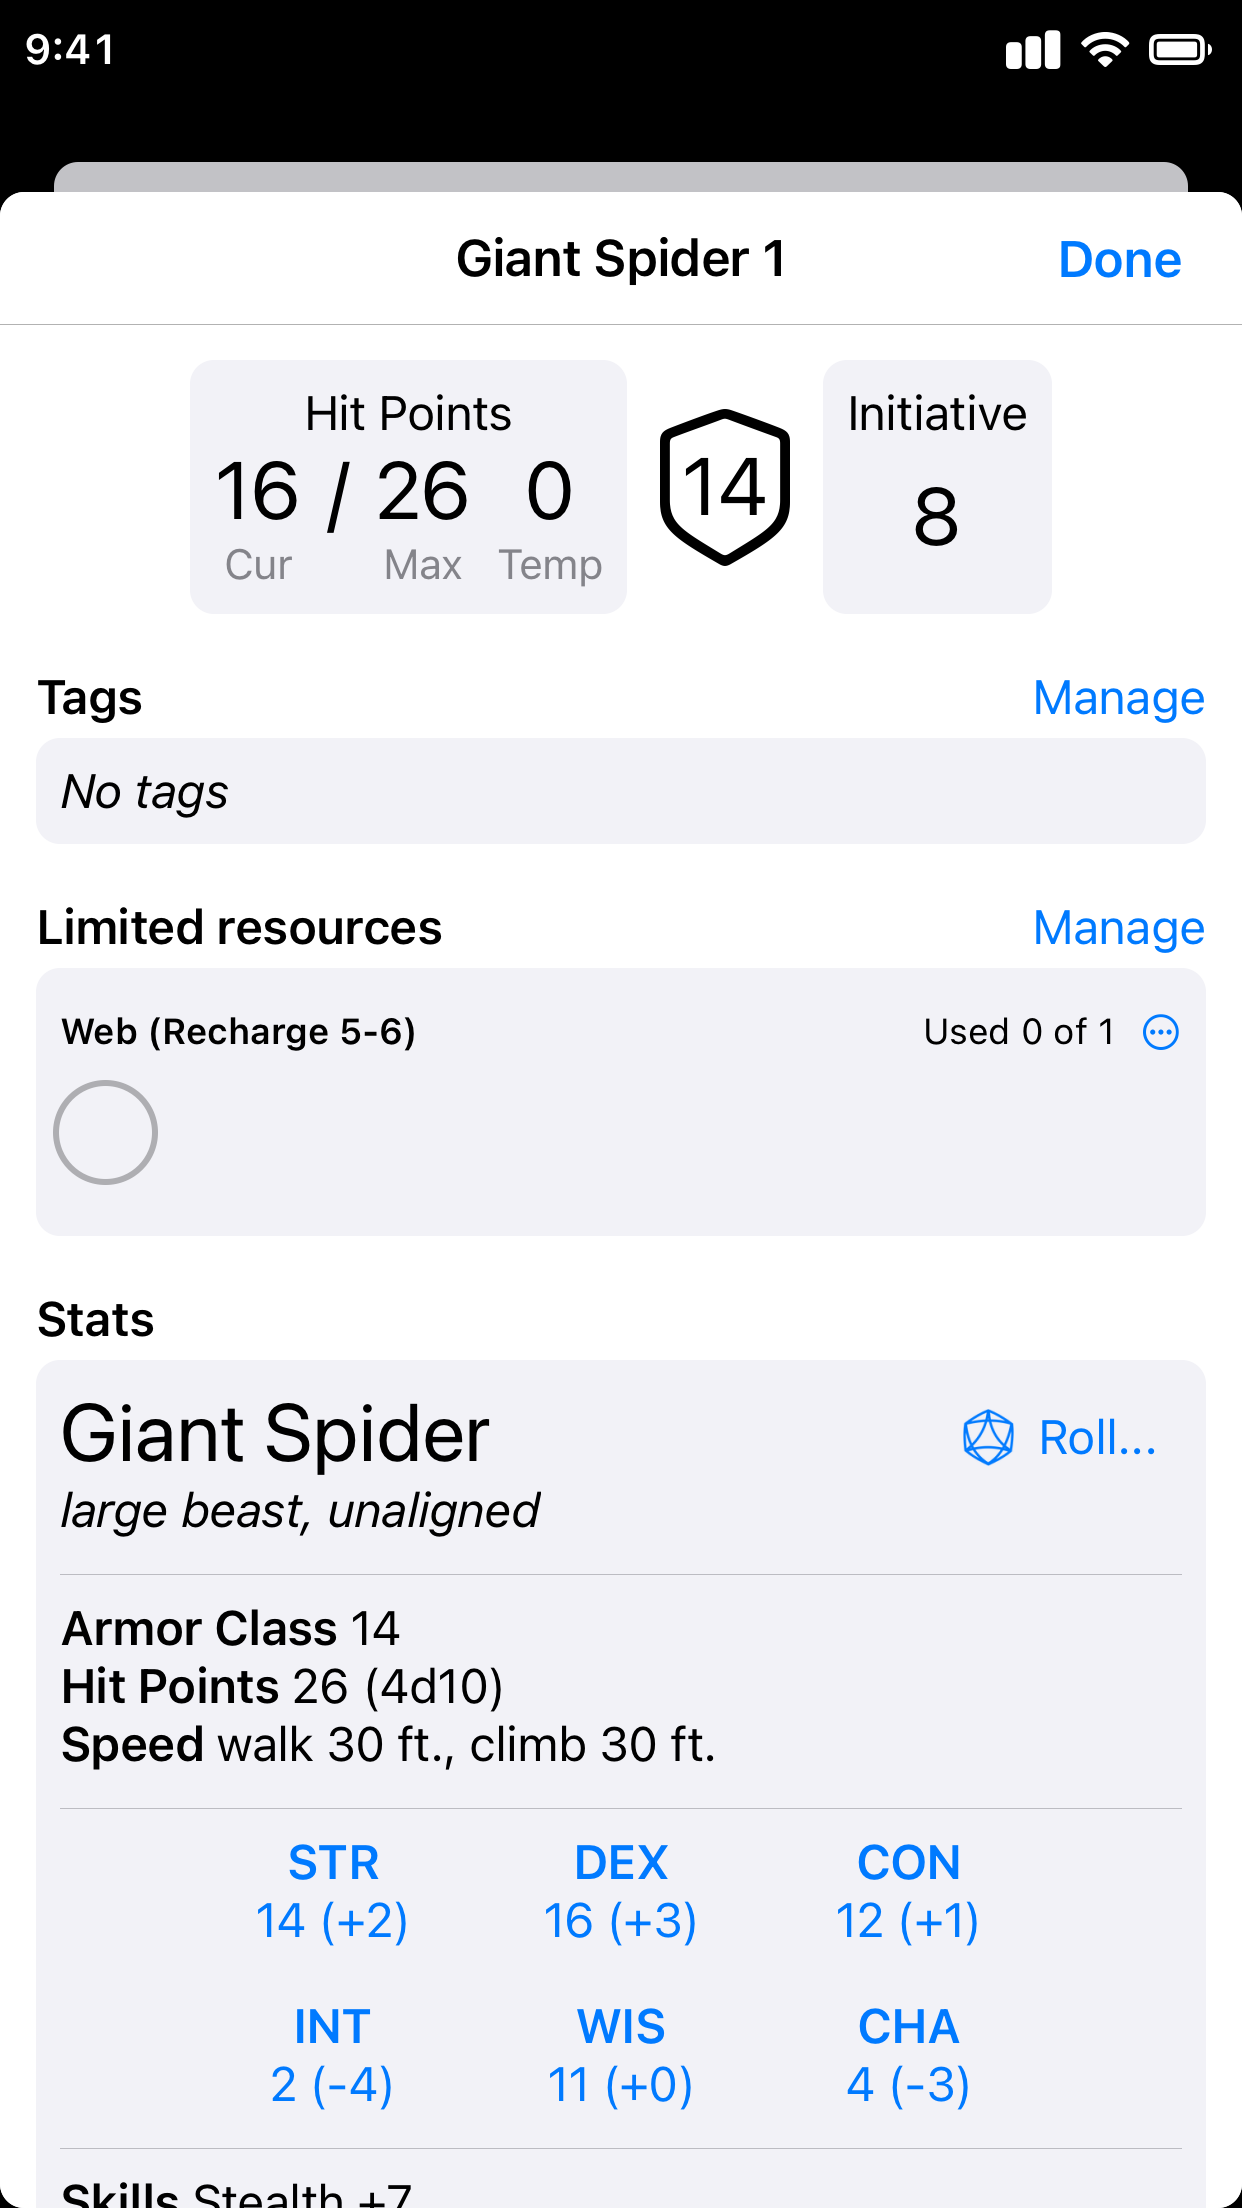 9:41
Giant Spider 1
Done
Hit Points
16 / 26 0
Cur Max Temp
14
Initiative
8
Tags
Manage
No tags
Limited resources
Manage
Web (Recharge 5-6)
Used 0 of 1
Stats
Giant Spider
Roll...
large beast, unaligned
Armor Class 14
Hit Points 26 (4d10)
Speed walk 30 ft., climb 30 ft.
STR DEX CON
14 (+2) 16 (+3) 12 (+1)
INT WIS CHA
2 (-4) 11 (+0) 4 (-3)
Skills Stealth +7